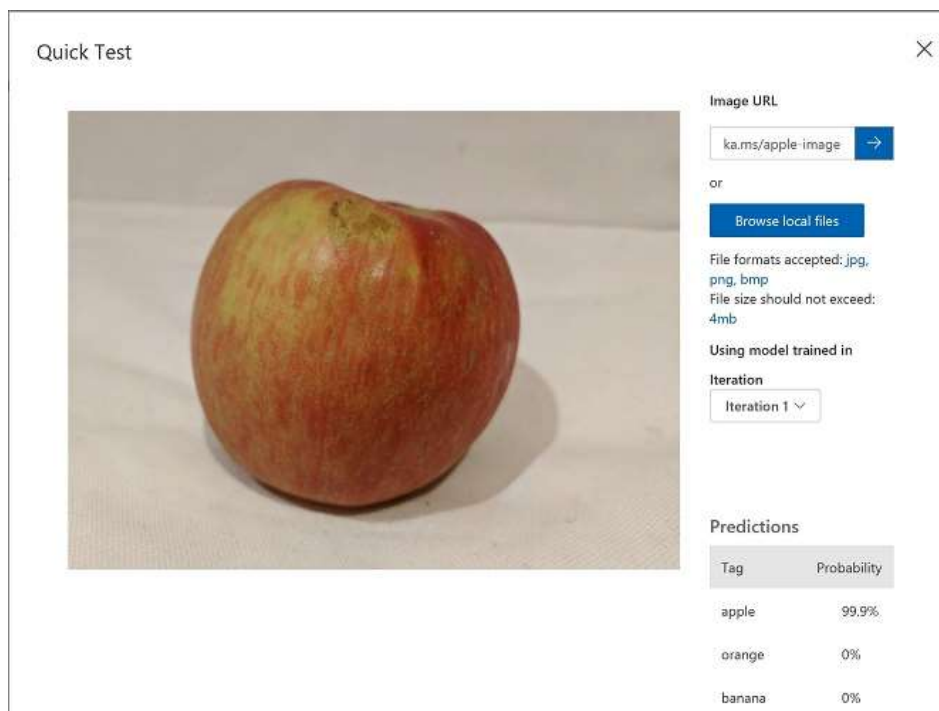 Quick Test
Image URL
ka.ms/apple-image
or
Browse local files
File formats accepted: jpg,
png, bmp
File size should not exceed:
4mb
Using model trained in
Iteration
Iteration 1
Predictions
Tag Probability
apple 99.9%
orange 0%
banana 0%